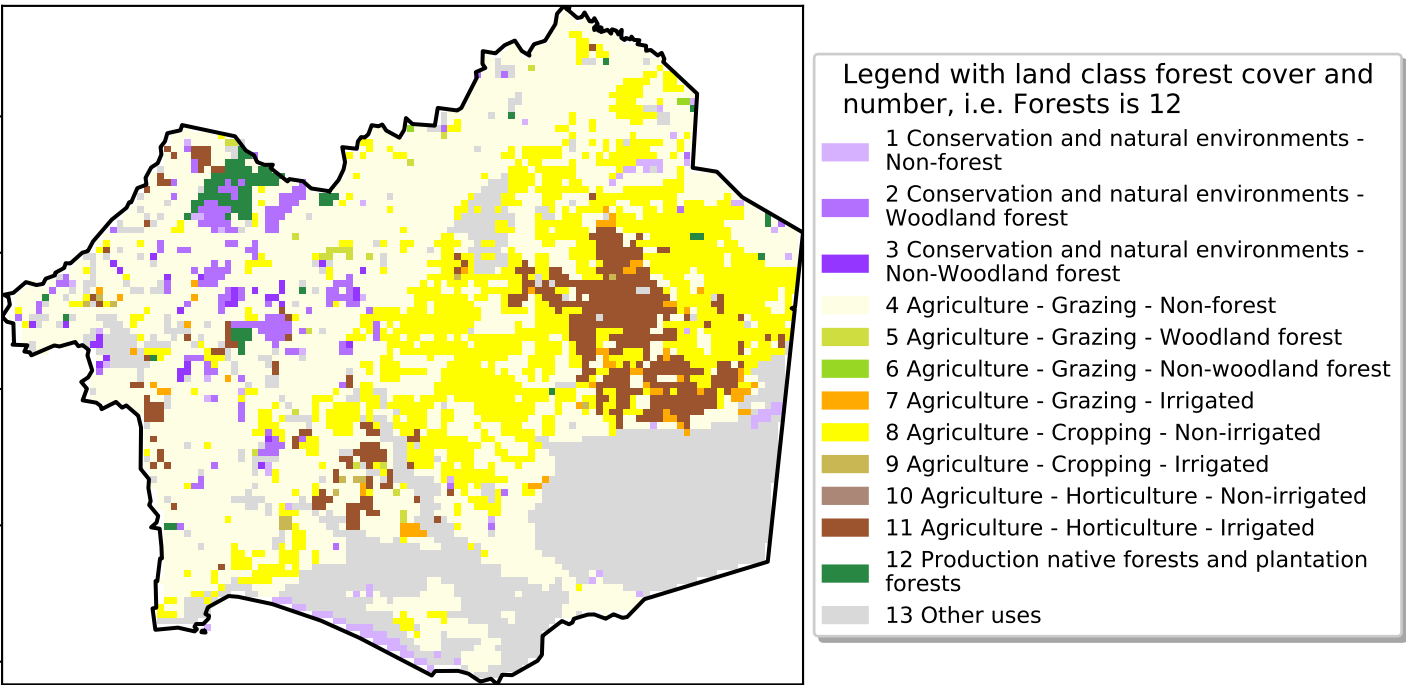 Legend with land class forest cover and
number, i.e. Forests is 12
1 Conservation and natural environments -
Non-forest
2 Conservation and natural environments -
Woodland forest
3 Conservation and natural environments -
Non-Woodland forest
4 Agriculture - Grazing - Non-forest
5 Agriculture - Grazing - Woodland forest
6 Agriculture - Grazing - Non-woodland forest
7 Agriculture - Grazing - Irrigated
8 Agriculture - Cropping - Non-irrigated
9 Agriculture - Cropping - Irrigated
10 Agriculture - Horticulture - Non-irrigated
11 Agriculture - Horticulture - Irrigated
12 Production native forests and plantation
forests
13 Other uses